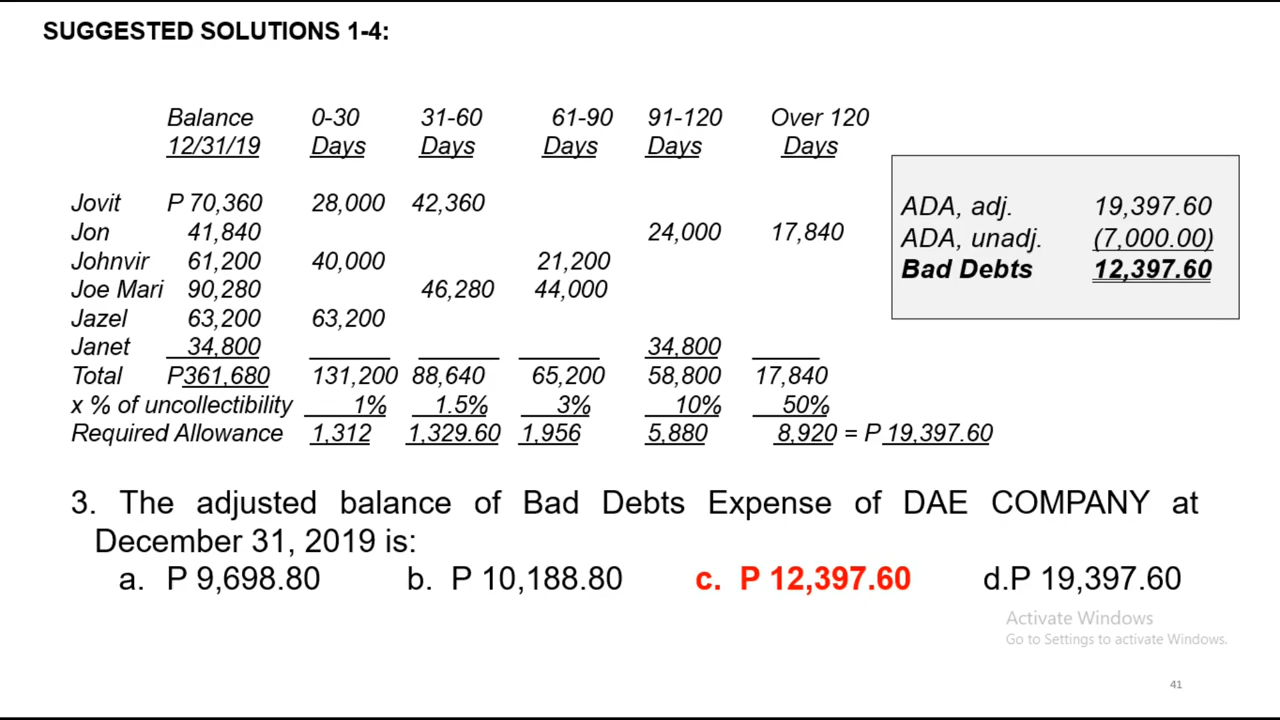 SUGGESTED SOLUTIONS 1-4:
Balance 0-30 31-60 61-90 91-120 Over 120
12/31/19 Days Days Days Days Days
Jovit P 70,360 28,000 42,360
Jon 41,840 24,000 17,840
Johnvir 61,200 40,000 21,200
Joe Mari 90,280 46,280 44,000
Jazel 63,200 63,200
Janet 34,800 34,800
Total P361,680 131,200 88,640 65,200 58,800 17,840
x % of uncollectibility 1% 1.5% 3% 10% 50%
Required Allowance 1,312 1,329.60 1,956 5,880 8,920 = P 19,397.60
ADA, adj. 19,397.60
ADA, unadj. (7,000.00)
Bad Debts 12,397.60
3. The adjusted balance of Bad Debts Expense of DAE COMPANY at
December 31, 2019 is:
a. P 9,698.80 b. P 10,188.80 c. P 12,397.60 d.P 19,397.60
Activate Windows
Go to Settings to activate Windows.
41